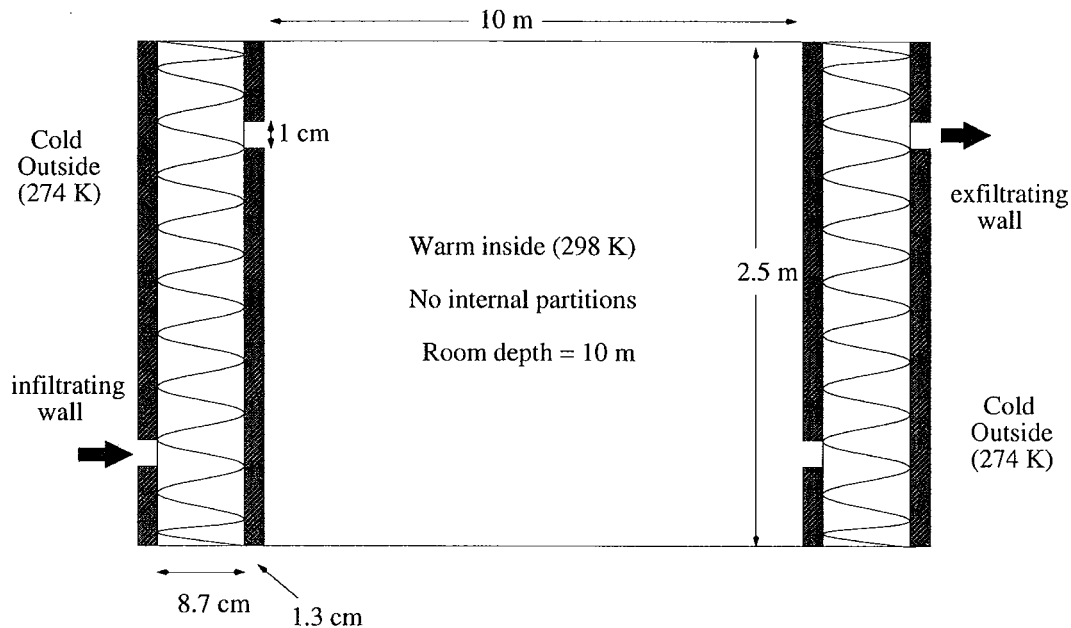 10 m
1 cm
Cold
Outside
(274 K)
exfiltrating
wall
Warm inside (298 K)
No internal partitions
Room depth = 10 m
2.5 m
infiltrating
wall
Cold
Outside
(274 K)
8.7 cm
1.3 cm